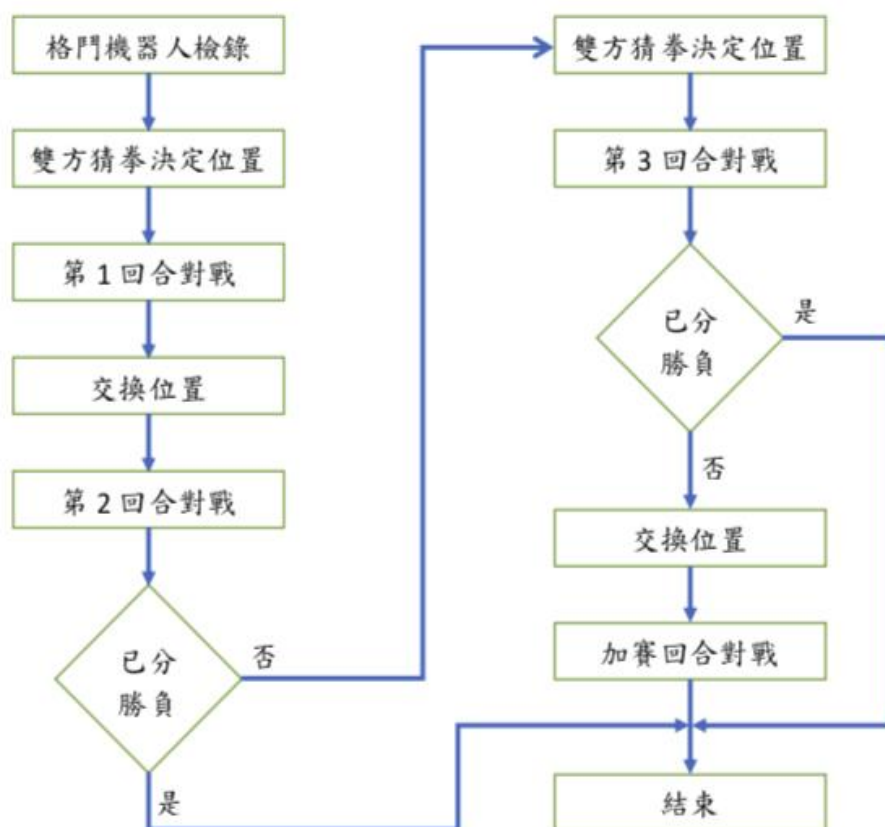 格鬥機器人檢錄
雙方猜拳決定位置
第 1 回合對戰
交換位置
第 2 回合對戰
已分
勝負
否
是
雙方猜拳決定位置
第 3 回合對戰
已分
勝負
是
否
交換位置
加賽回合對戰
結束